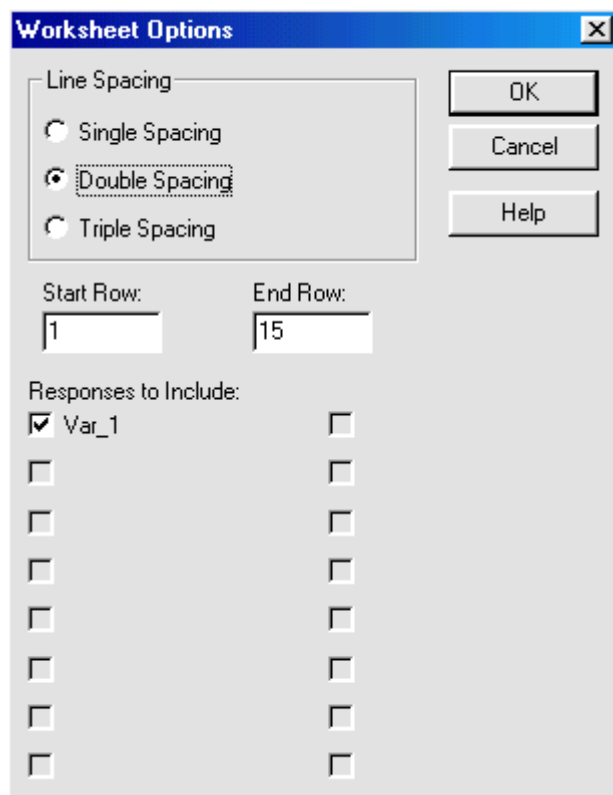 Worksheet Options
Line Spacing
Single Spacing
Double Spacing
Triple Spacing
OK
Cancel
Help
Start Row:
End Row:
1
15
Responses to Include:
Var_1